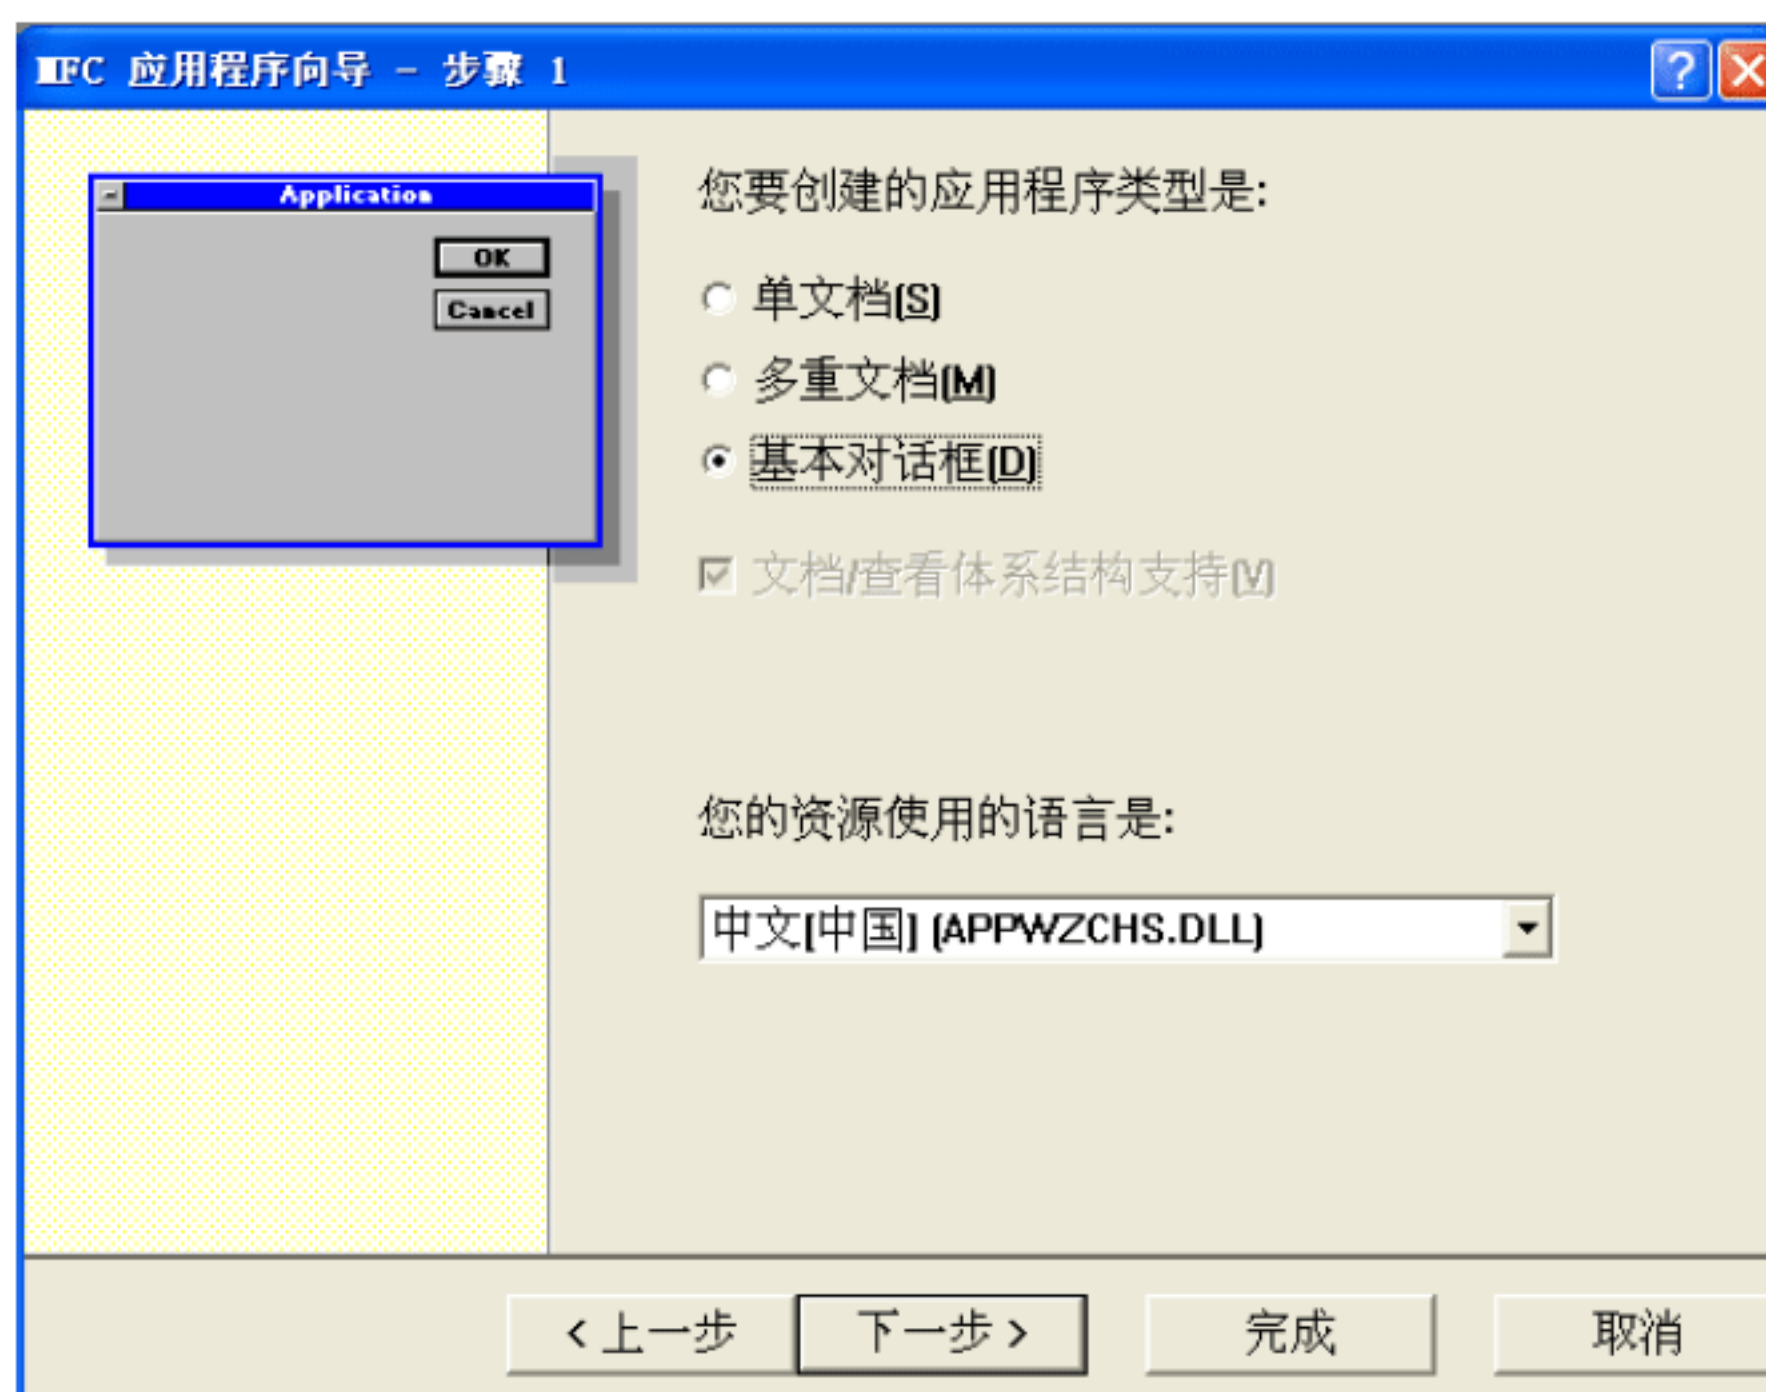 MFC 应用程序向导 - 步骤 1
Application
OK
Cancel
您要创建的应用程序类型是:
单文档(S)
多重文档(M)
基本对话框(D)
文档/查看体系结构支持(V)
您的资源使用的语言是:
中文[中国] (APPWZCHS.DLL)
<上一步
下一步>
完成
取消